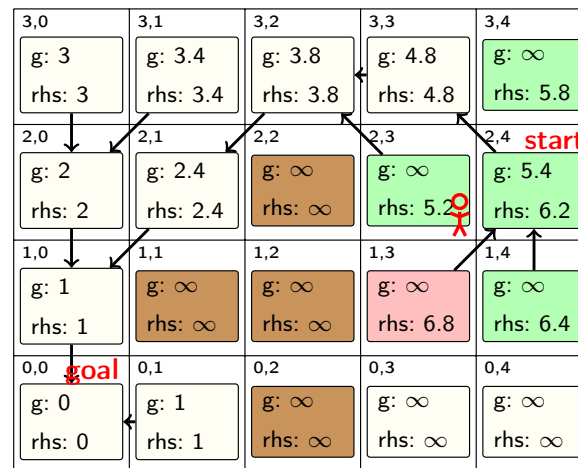 3,0 3,1 3,2 3,3 3,4
g: 3 g: 3.4 g: 3.8 g: 4.8 g: ∞
rhs: 3 rhs: 3.4 rhs: 3.8 rhs: 4.8 rhs: 5.8
2,0 2,1 2,2 2,3 2,4 start
g: 2 g: 2.4 g: ∞ g: ∞ g: 5.4
rhs: 2 rhs: 2.4 rhs: ∞ rhs: 5.2 rhs: 6.2
1,0 1,1 1,2 1,3 1,4
g: 1 g: ∞ g: ∞ g: ∞ g: ∞
rhs: 1 rhs: ∞ rhs: ∞ rhs: 6.8 rhs: 6.4
0,0 goal 0,1 0,2 0,3 0,4
g: 0 g: 1 g: ∞ g: ∞ g: ∞
rhs: 0 rhs: 1 rhs: ∞ rhs: ∞ rhs: ∞